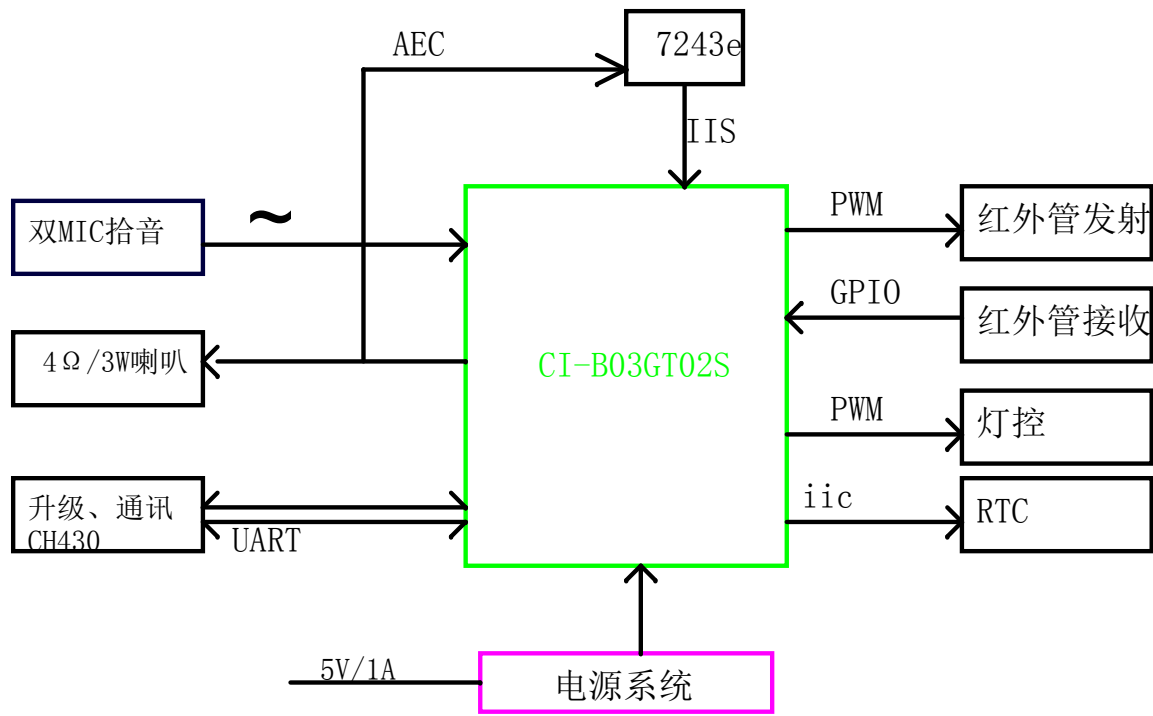 AEC
7243e
IIS
双MIC拾音
~
PWM
红外管发射
GPIO
红外管接收
4Ω/3W喇叭
CI-B03GT02S
PWM
灯控
升级、通讯
CH430
UART
iic
RTC
5V/1A
电源系统